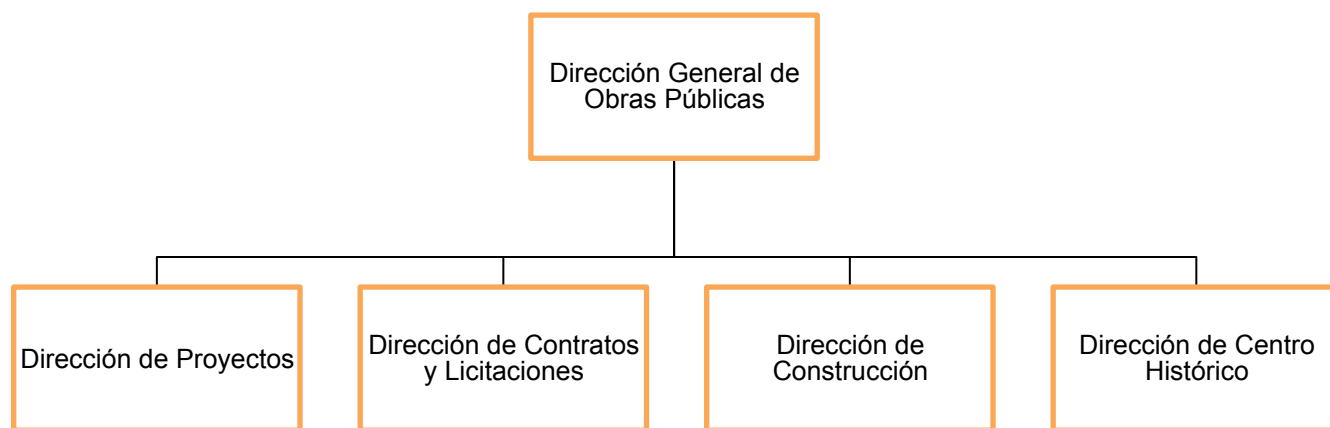 Dirección General de
Obras Públicas
Dirección de Proyectos
Dirección de Contratos
y Licitaciones
Dirección de
Construcción
Dirección de Centro
Histórico